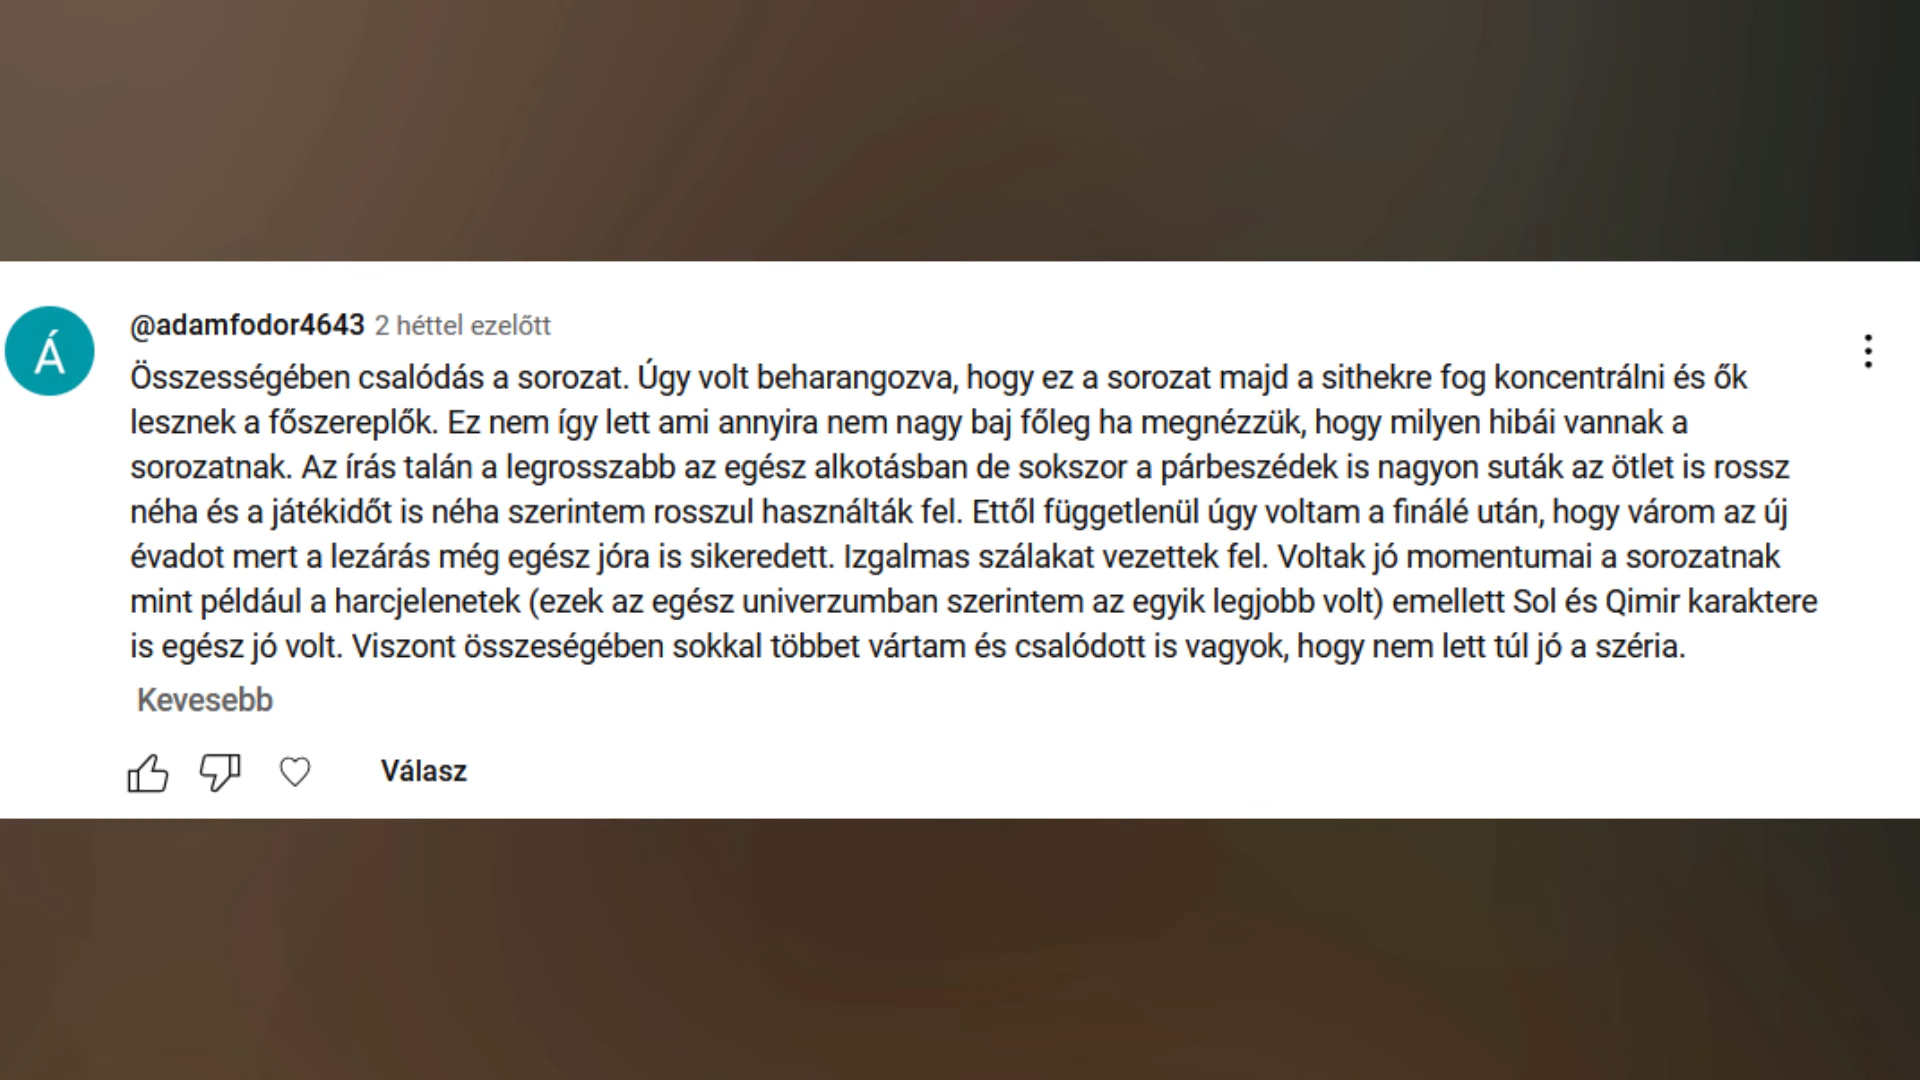 Á
@adamfodor4643 2 héttel ezelőtt
Összességében csalódás a sorozat. Úgy volt beharangozva, hogy ez a sorozat majd a sithekre fog koncentrálni és ők
lesznek a főszereplők. Ez nem így lett ami annyira nem nagy baj főleg ha megnézzük, hogy milyen hibái vannak a
sorozatnak. Az írás talán a legrosszabb az egész alkotásban de sokszor a párbeszédek is nagyon suták az ötlet is rossz
néha és a játékidőt is néha szerintem rosszul használták fel. Ettől függetlenül úgy voltam a finálé után, hogy várom az új
évadot mert a lezárás még egész jóra is sikeredett. Izgalmas szálakat vezettek fel. Voltak jó momentumai a sorozatnak
mint például a harcjelenetek (ezek az egész univerzumban szerintem az egyik legjobb volt) emellett Sol és Qimir karaktere
is egész jó volt. Viszont összeségében sokkal többet vártam és csalódott is vagyok, hogy nem lett túl jó a széria.
Kevesebb
Válasz